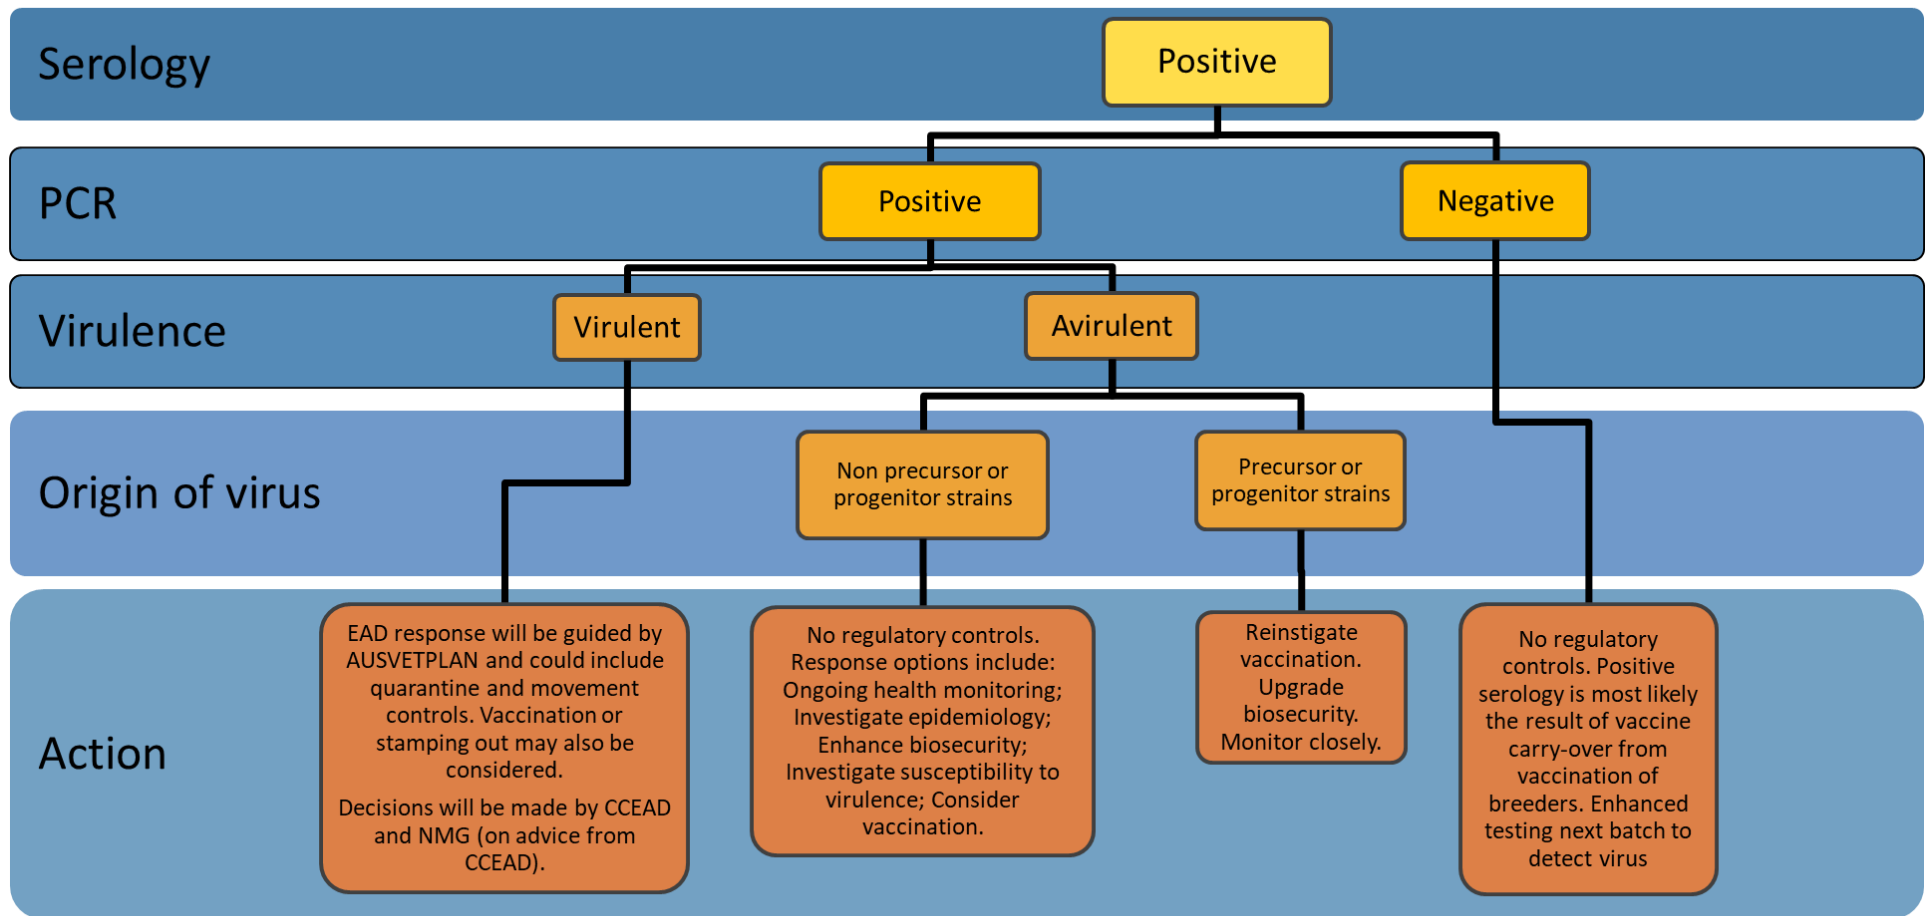 Serology
Positive
PCR
Positive
Negative
Virulence
Virulent
Avirulent
Origin of virus
Non precursor or
progenitor strains
Precursor or
progenitor strains
Action
EAD response will be guided by
AUSVETPLAN and could include
quarantine and movement
controls. Vaccination or
stamping out may also be
considered.
Decisions will be made by CCEAD
and NMG (on advice from
CCEAD).
No regulatory controls.
Response options include:
Ongoing health monitoring;
Investigate epidemiology;
Enhance biosecurity;
Investigate susceptibility to
virulence; Consider
vaccination.
Reinstigate
vaccination.
Upgrade
biosecurity.
Monitor closely.
No regulatory
controls. Positive
serology is most likely
the result of vaccine
carry-over from
vaccination of
breeders. Enhanced
testing next batch to
detect virus